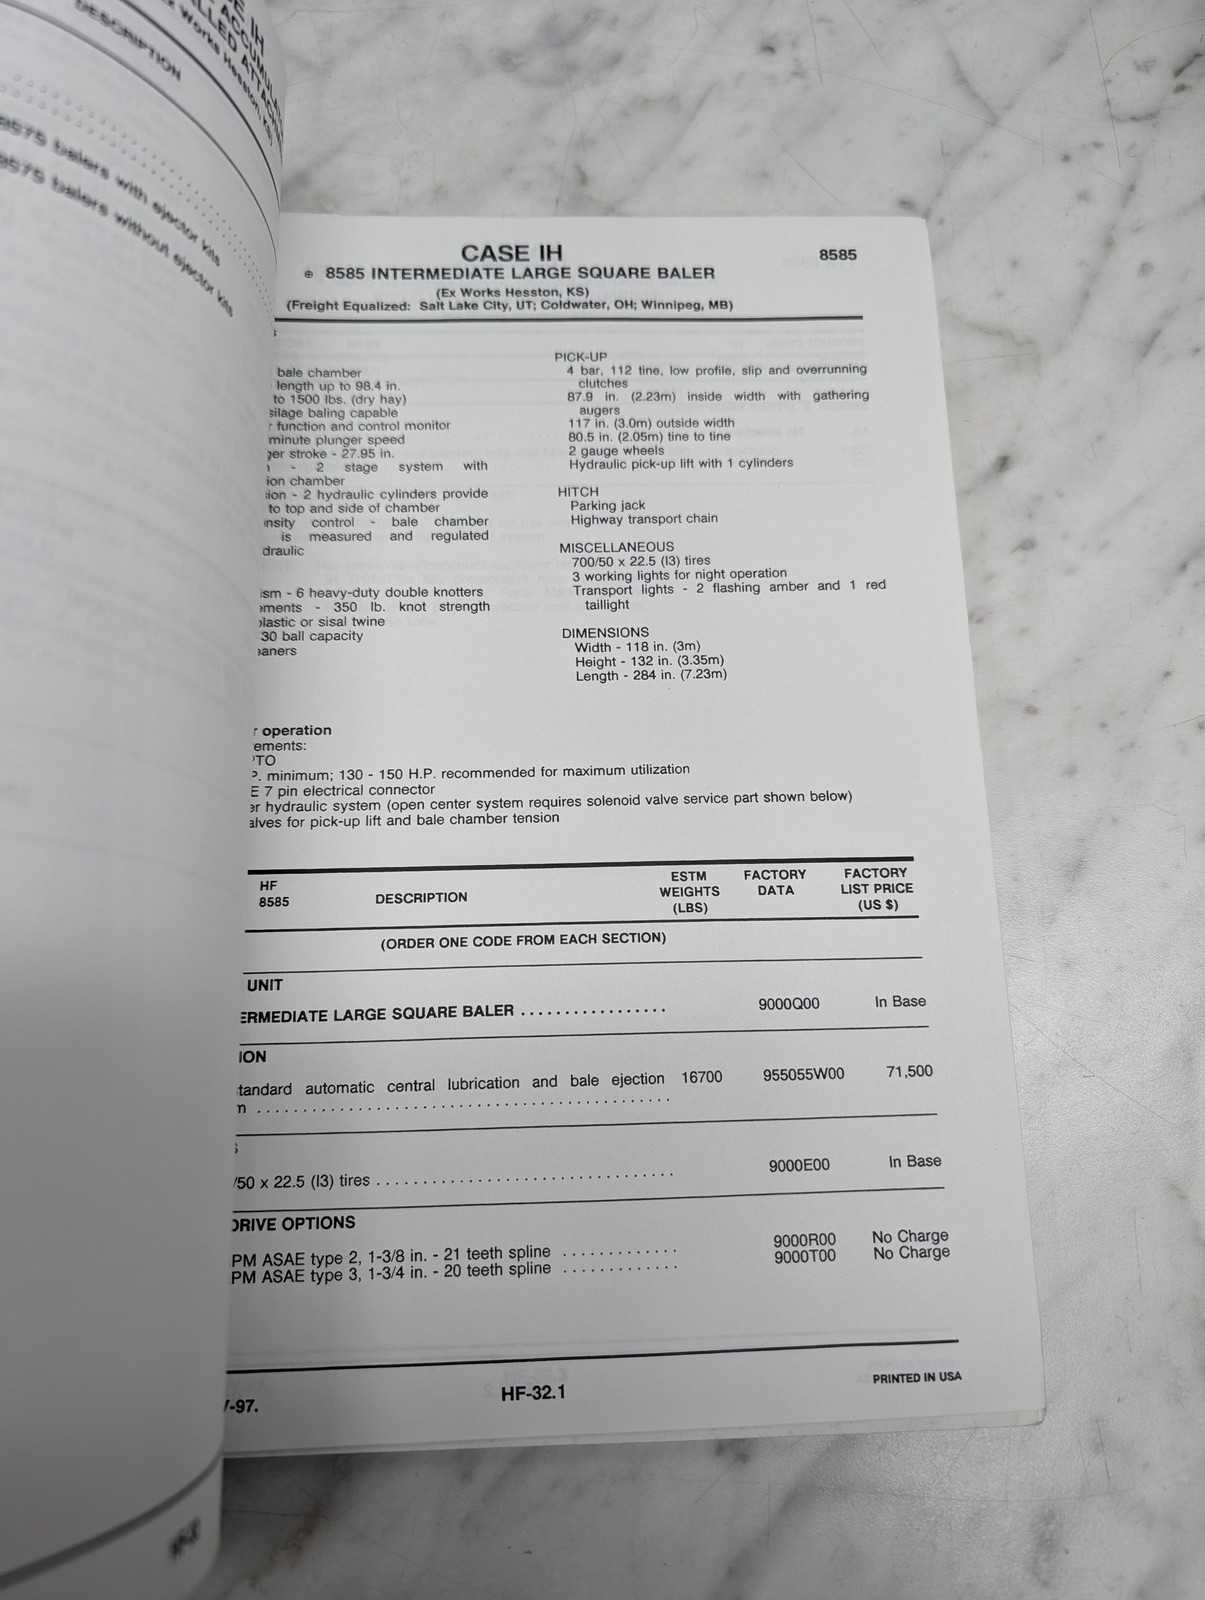 E IH
DESCRIPTION
9575 balers with ejector kits
9575 balers without ejector kits
CASE IH
8585
⊕ 8585 INTERMEDIATE LARGE SQUARE BALER
(Ex Works Hesston, KS)
(Freight Equalized: Salt Lake City, UT; Coldwater, OH; Winnipeg, MB)
bale chamber
length up to 98.4 in.
to 1500 lbs. (dry hay)
silage baling capable
function and control monitor
minute plunger speed
ger stroke - 27.95 in.
- 2 stage system with
ion chamber
sion - 2 hydraulic cylinders provide
to top and side of chamber
nsity control - bale chamber
is measured and regulated
draulic
ism - 6 heavy-duty double knotters
ements - 350 lb. knot strength
plastic or sisal twine
30 ball capacity
eaners
PICK-UP
4 bar, 112 tine, low profile, slip and overrunning
clutches
87.9 in. (2.23m) inside width with gathering
augers
117 in. (3.0m) outside width
80.5 in. (2.05m) tine to tine
2 gauge wheels
Hydraulic pick-up lift with 1 cylinders
HITCH
Parking jack
Highway transport chain
MISCELLANEOUS
700/50 x 22.5 (I3) tires
3 working lights for night operation
Transport lights - 2 flashing amber and 1 red
taillight
DIMENSIONS
Width - 118 in. (3m)
Height - 132 in. (3.35m)
Length - 284 in. (7.23m)
r operation
ements:
PTO
P. minimum; 130 - 150 H.P. recommended for maximum utilization
E 7 pin electrical connector
er hydraulic system (open center system requires solenoid valve service part shown below)
alves for pick-up lift and bale chamber tension
HF
8585
DESCRIPTION
ESTM
WEIGHTS
(LBS)
FACTORY
DATA
FACTORY
LIST PRICE
(US $)
(ORDER ONE CODE FROM EACH SECTION)
UNIT
ERMEDIATE LARGE SQUARE BALER ................. 9000Q00 In Base
ION
standard automatic central lubrication and bale ejection 16700 955055W00 71,500
m .............................................
S
/50 x 22.5 (I3) tires ................................. 9000E00 In Base
DRIVE OPTIONS
PM ASAE type 2, 1-3/8 in. - 21 teeth spline ............. 9000R00 No Charge
PM ASAE type 3, 1-3/4 in. - 20 teeth spline ............. 9000T00 No Charge
-97.
HF-32.1
PRINTED IN USA